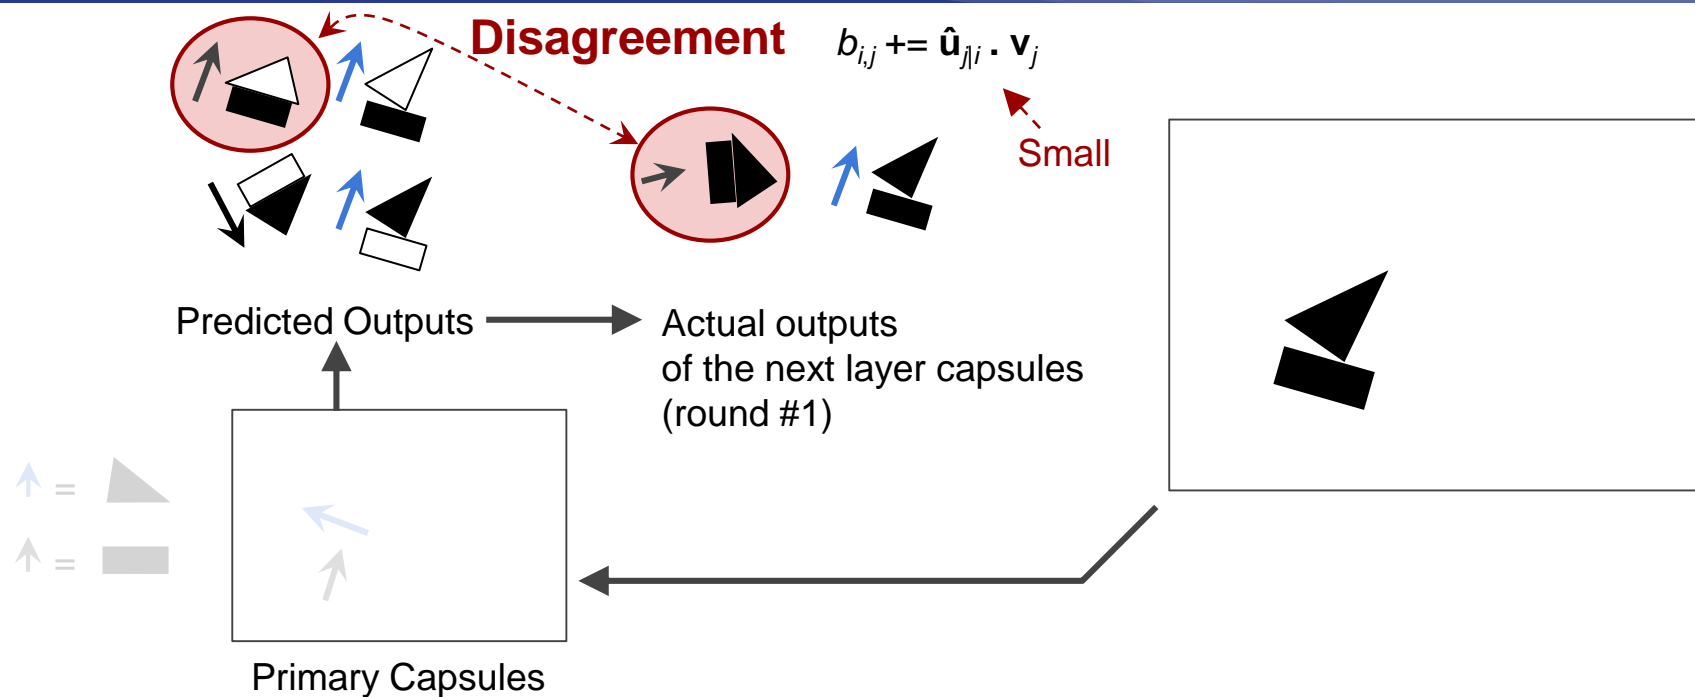 Disagreement
b_{i,j} += û_{j|i} . v_j
Small
Predicted Outputs
Actual outputs
of the next layer capsules
(round #1)
=
=
Primary Capsules